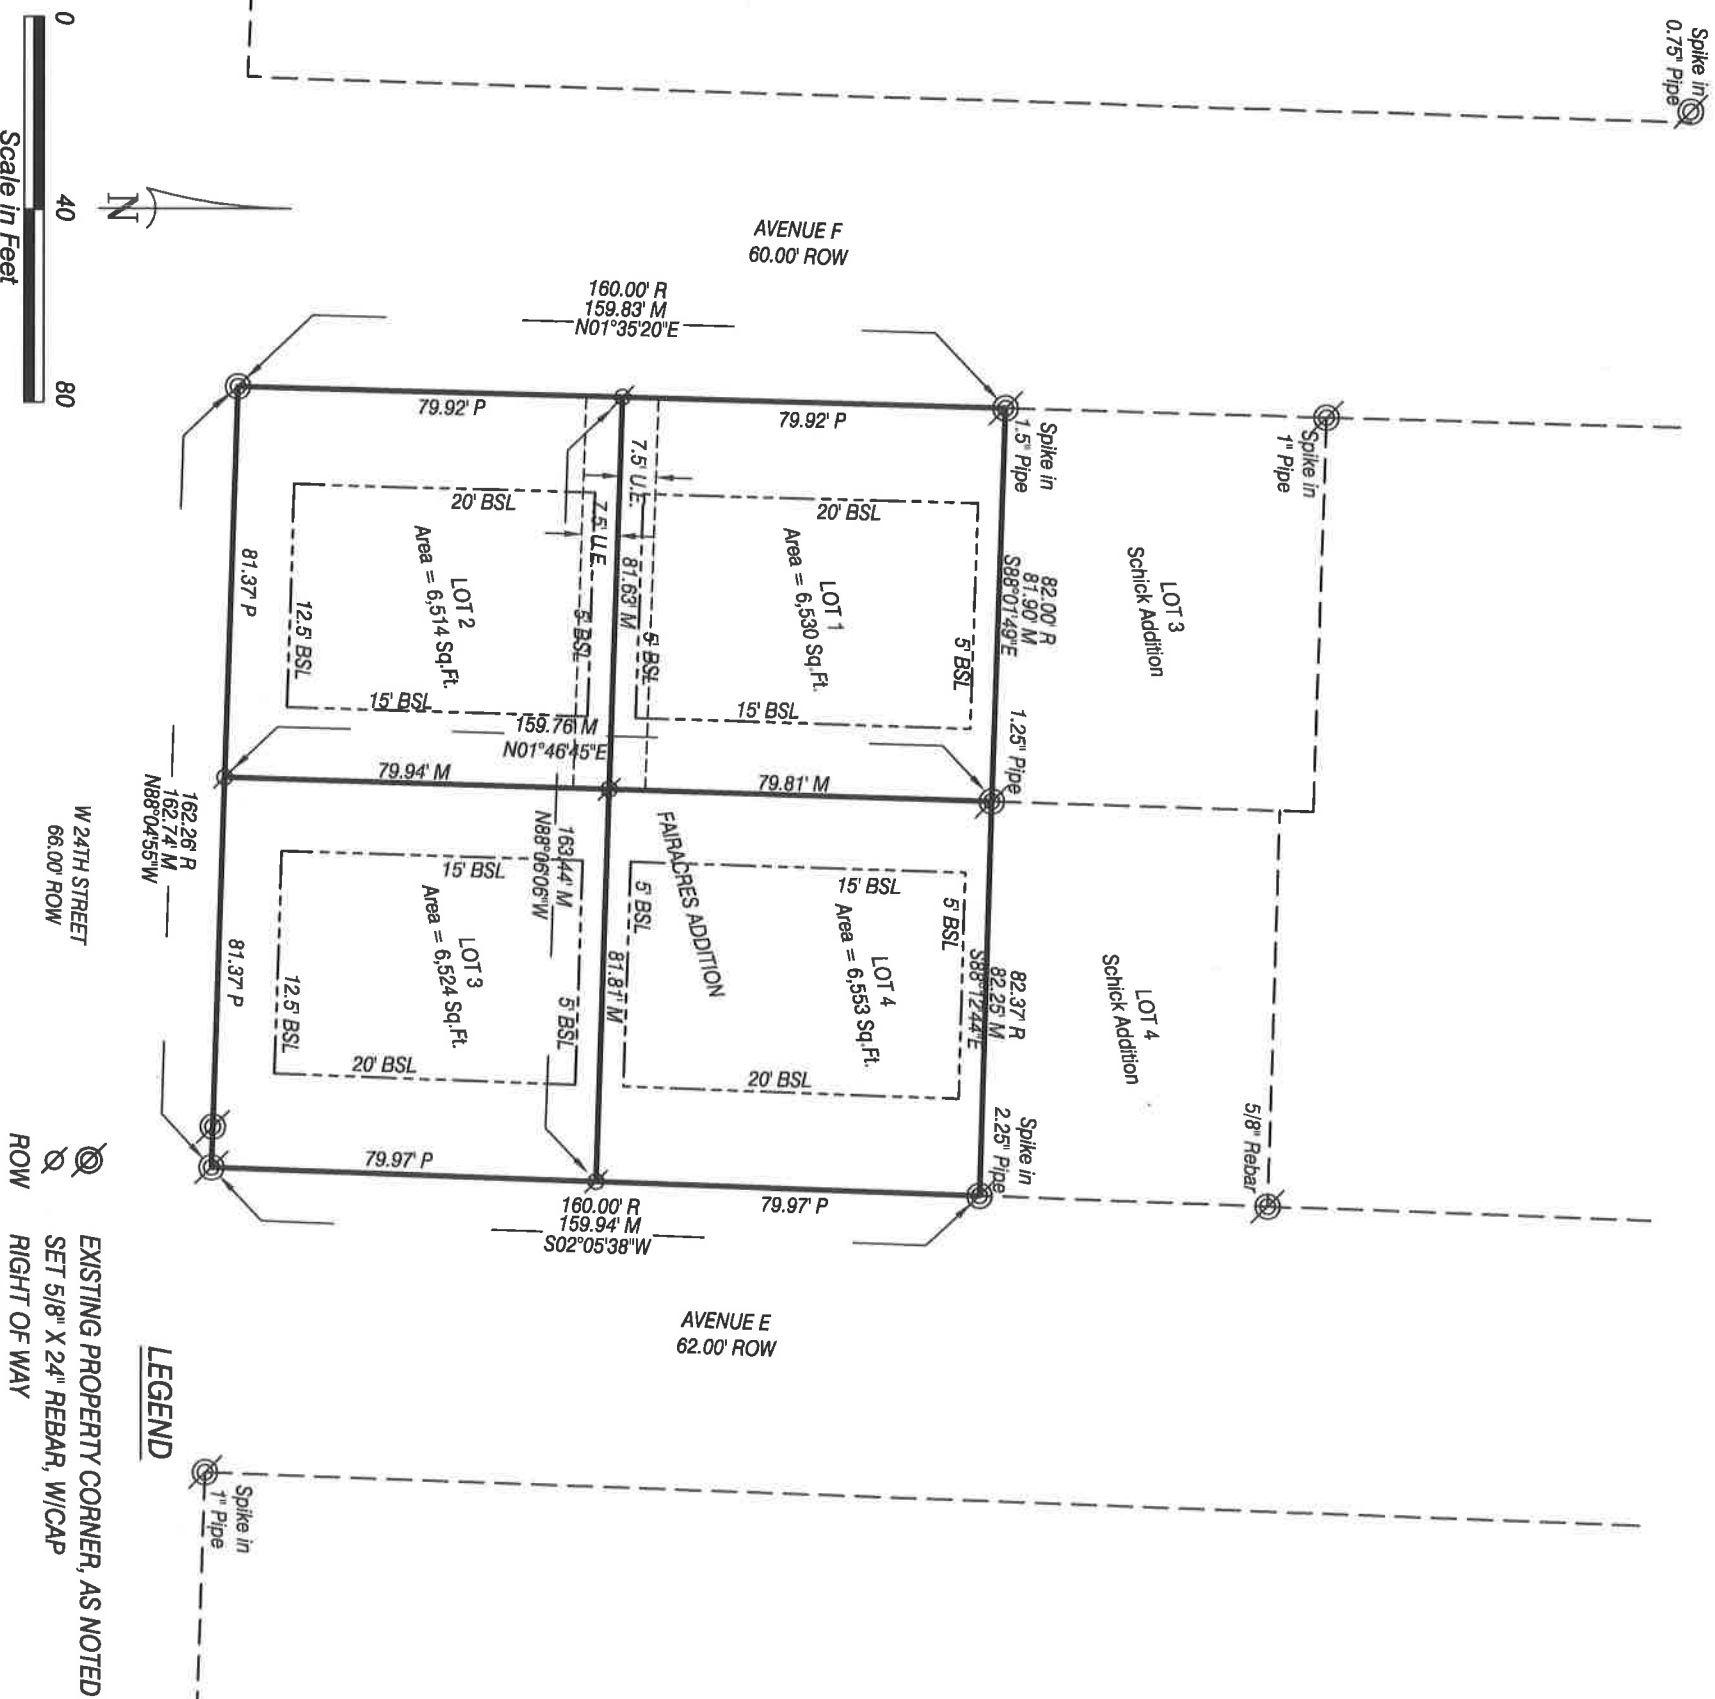 Spike in
0.75" Pipe
0 40 80
Scale in Feet
N
AVENUE F
60.00' ROW
160.00' R
159.83' M
N01°35'20"E
79.92' P
79.92' P
Spike in
1.5" Pipe
Spike in
1" Pipe
7.5' U.E.
7.5' U.E.
20' BSL
20' BSL
LOT 3
Schick Addition
82.00' R
81.90' M
S88°01'49"E
LOT 1
Area = 6,530 Sq.Ft.
5' BSL
5' BSL
15' BSL
81.63' M
LOT 2
Area = 6,514 Sq.Ft.
5' BSL
12.5' BSL
15' BSL
81.37' P
1.25" Pipe
159.76' M
N01°46'45"E
79.94' M
79.81' M
162.26' R
162.74' M
N88°04'55"W
W 24TH STREET
66.00' ROW
163.44' M
N88°06'06"W
FAIRACRES ADDITION
15' BSL
15' BSL
5' BSL
5' BSL
LOT 3
Area = 6,524 Sq.Ft.
5' BSL
12.5' BSL
20' BSL
81.37' P
81.81' M
LOT 4
Area = 6,553 Sq.Ft.
20' BSL
82.37' R
82.25' M
S88°12'44"E
LOT 4
Schick Addition
5/8" Rebar
Spike in
2.25" Pipe
79.97' P
79.97' P
160.00' R
159.94' M
S02°05'38"W
AVENUE E
62.00' ROW
LEGEND
EXISTING PROPERTY CORNER, AS NOTED
SET 5/8" X 24" REBAR, W/CAP
ROW RIGHT OF WAY
Spike in
1" Pipe